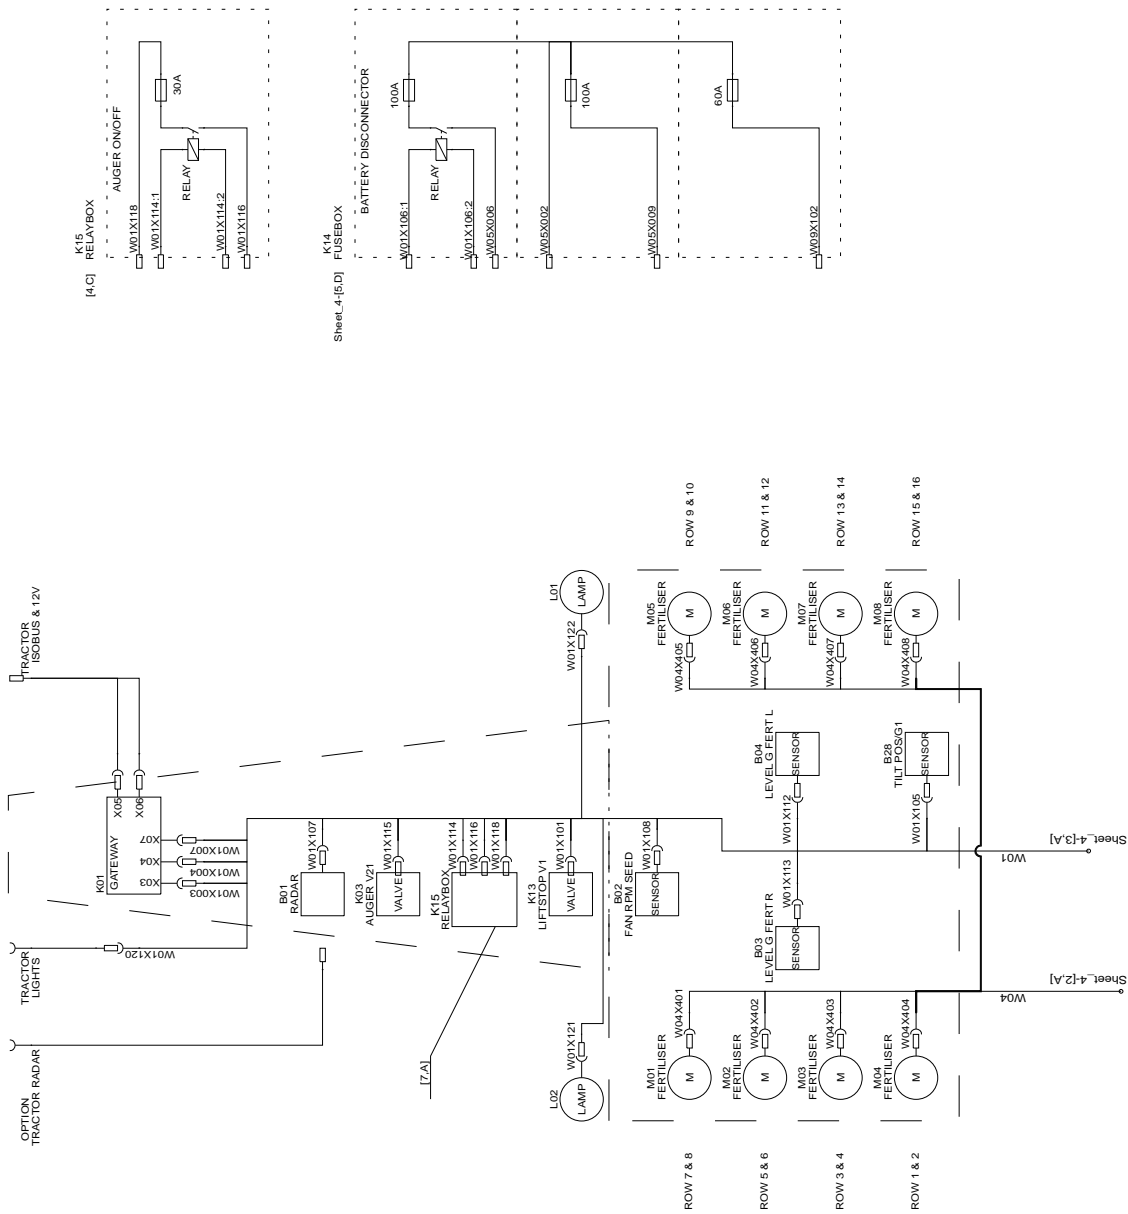 K15
RELAYBOX
[4,C]
AUGER ON/OFF
30A
RELAY
W01X118
W01X114:1
W01X114:2
W01X116
K14
FUSEBOX
Sheet_4-[5,D]
BATTERY DISCONNECTOR
100A
RELAY
100A
60A
W01X106:1
W01X106:2
W05X006
W05X002
W05X009
W09X102
TRACTOR
ISOBUS & 12V
K01
GATEWAY
X05
X06
X07
X04
X03
W01X007
W01X004
W01X003
TRACTOR
LIGHTS
W01X120
OPTION
TRACTOR RADAR
W01X107
B01
RADAR
W01X115
K03
AUGER V21
VALVE
W01X114
W01X116
W01X118
K15
RELAYBOX
[7,A]
W01X101
K13
LIFTSTOP V1
VALVE
L01
LAMP
W01X122
W01X121
L02
LAMP
W01X108
B02
FAN RPM SEED
SENSOR
ROW 9 & 10
ROW 11 & 12
ROW 13 & 14
ROW 15 & 16
M05
FERTILISER
M
W04X405
M06
FERTILISER
M
W04X406
M07
FERTILISER
M
W04X407
M08
FERTILISER
M
W04X408
B04
LEVEL G FERT L
SENSOR
W01X112
B28
TILT POS/G1
SENSOR
W01X105
W01
Sheet_4-[3,A]
W01X113
B03
LEVEL G FERT R
SENSOR
W04
Sheet_4-[2,A]
W04X401
M01
FERTILISER
M
W04X402
M02
FERTILISER
M
W04X403
M03
FERTILISER
M
W04X404
M04
FERTILISER
M
ROW 7 & 8
ROW 5 & 6
ROW 3 & 4
ROW 1 & 2